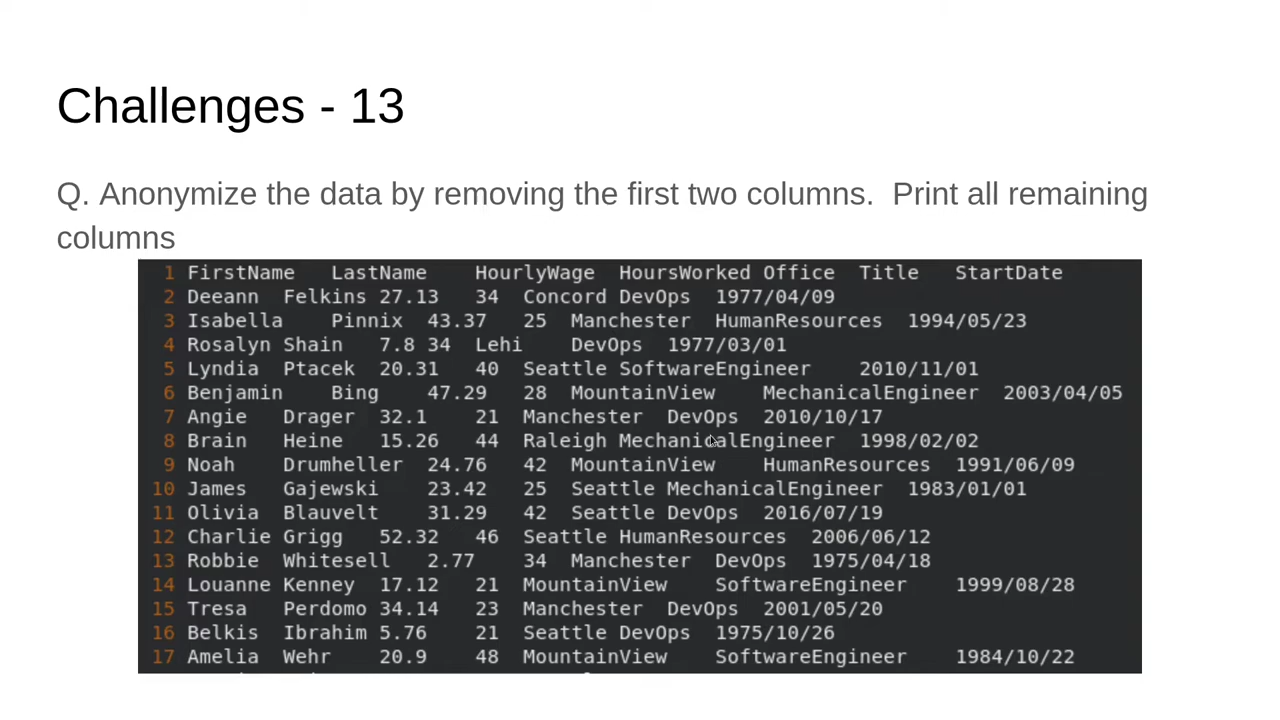 Challenges - 13
Q. Anonymize the data by removing the first two columns.  Print all remaining
columns
1 FirstName   LastName    HourlyWage  HoursWorked Office  Title   StartDate
2 Deeann  Felkins 27.13   34  Concord DevOps  1977/04/09
3 Isabella    Pinnix  43.37   25  Manchester  HumanResources  1994/05/23
4 Rosalyn Shain   7.8 34  Lehi    DevOps  1977/03/01
5 Lyndia  Ptacek  20.31   40  Seattle SoftwareEngineer    2010/11/01
6 Benjamin    Bing    47.29   28  MountainView    MechanicalEngineer  2003/04/05
7 Angie   Drager  32.1    21  Manchester  DevOps  2010/10/17
8 Brain   Heine   15.26   44  Raleigh MechanicalEngineer  1998/02/02
9 Noah    Drumheller  24.76   42  MountainView    HumanResources  1991/06/09
10 James   Gajewski    23.42   25  Seattle MechanicalEngineer  1983/01/01
11 Olivia  Blauvelt    31.29   42  Seattle DevOps  2016/07/19
12 Charlie Grigg   52.32   46  Seattle HumanResources  2006/06/12
13 Robbie  Whitesell   2.77    34  Manchester  DevOps  1975/04/18
14 Louanne Kenney  17.12   21  MountainView    SoftwareEngineer    1999/08/28
15 Tresa   Perdomo 34.14   23  Manchester  DevOps  2001/05/20
16 Belkis  Ibrahim 5.76    21  Seattle DevOps  1975/10/26
17 Amelia  Wehr    20.9    48  MountainView    SoftwareEngineer    1984/10/22